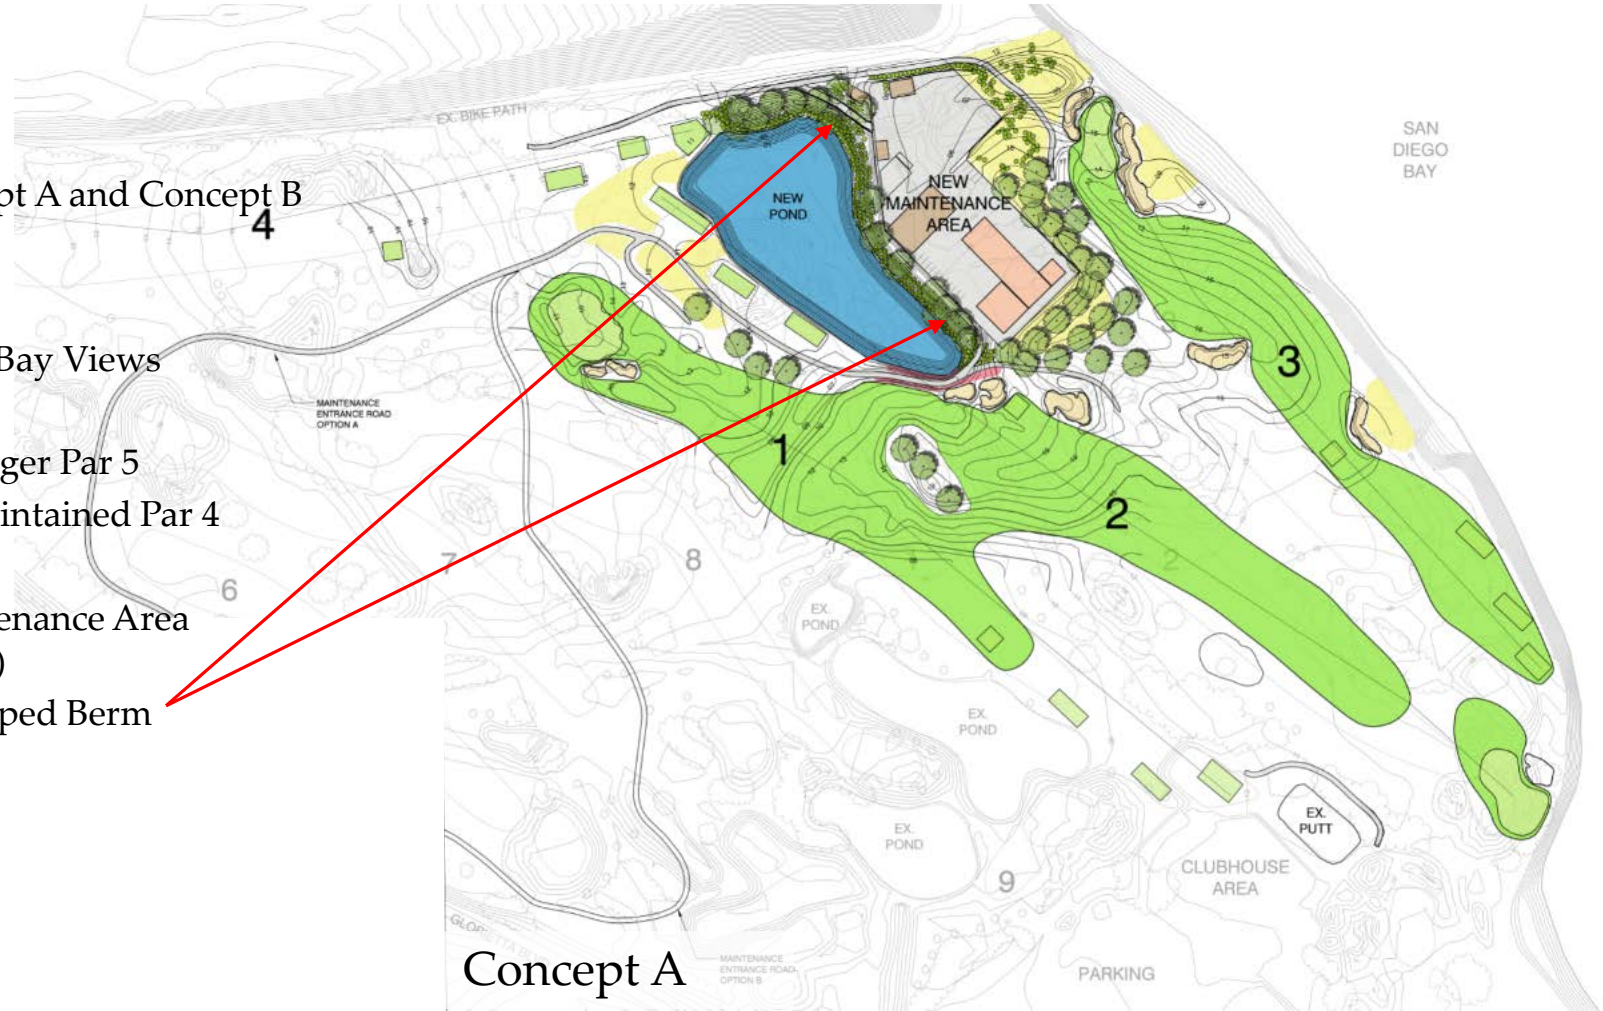 EX. BIKE PATH
SAN
DIEGO
BAY
pt A and Concept B
4
NEW
POND
NEW
MAINTENANCE
AREA
Bay Views
MAINTENANCE
ENTRANCE ROAD
OPTION A
3
ger Par 5
1
intained Par 4
2
2
7
8
6
EX.
POND
enance Area
)
ped Berm
EX.
POND
EX.
POND
EX.
PUTT
CLUBHOUSE
AREA
9
Concept A
MAINTENANCE
ENTRANCE ROAD
OPTION B
PARKING